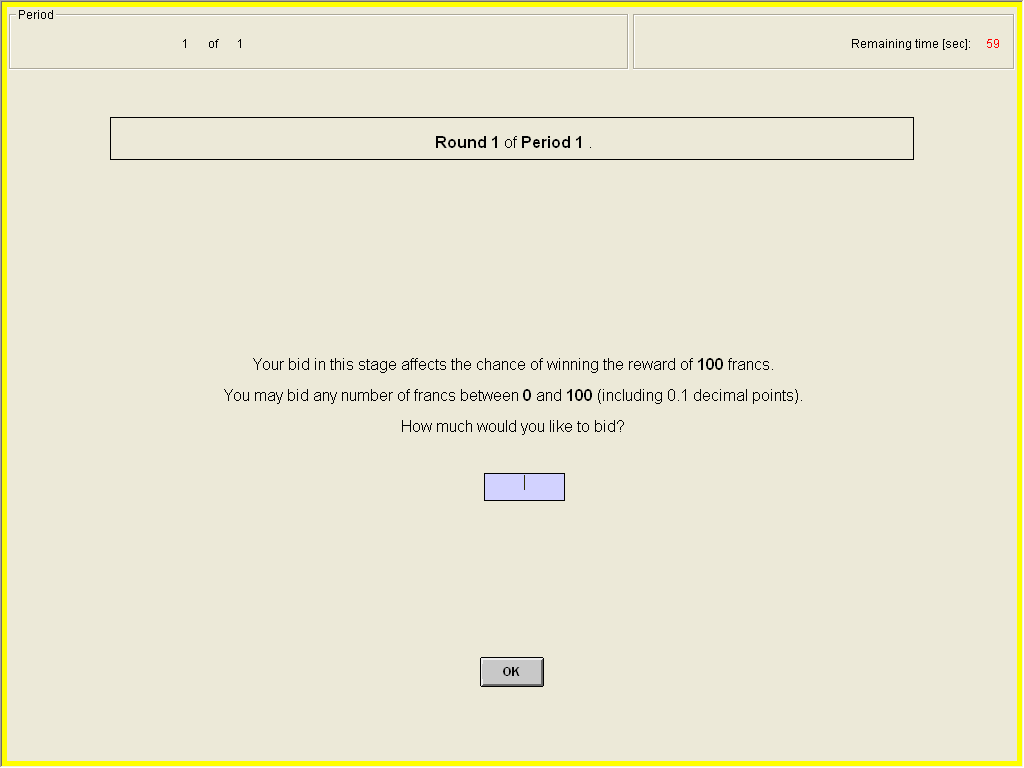 Period
1 of 1
Remaining time [sec]: 59
Round 1 of Period 1 .
Your bid in this stage affects the chance of winning the reward of 100 francs.
You may bid any number of francs between 0 and 100 (including 0.1 decimal points).
How much would you like to bid?
OK